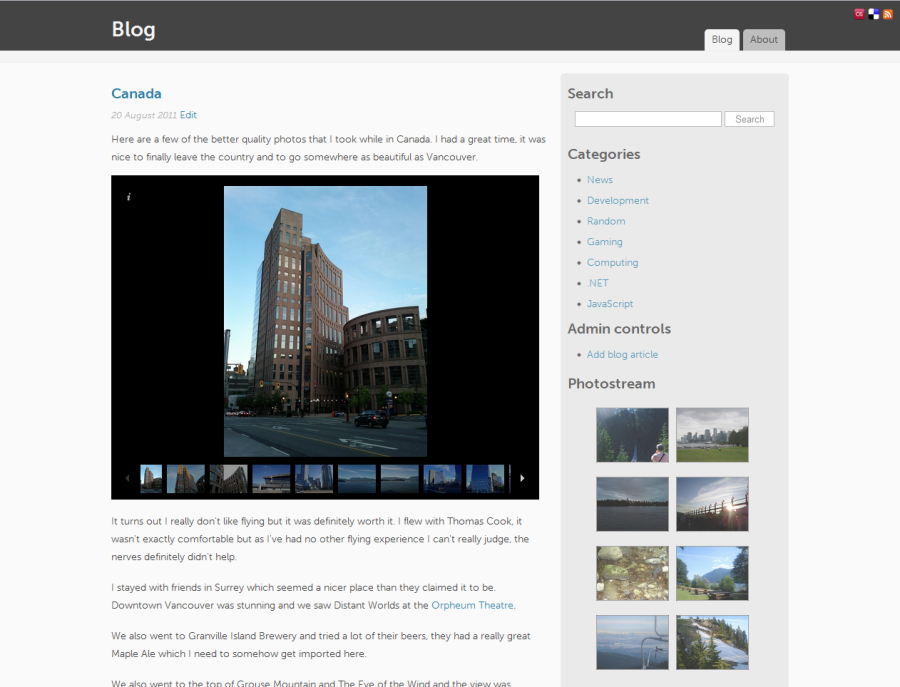 Blog
Blog About
Canada
20 August 2011 Edit
Here are a few of the better quality photos that I took while in Canada. I had a great time, it was
nice to finally leave the country and to go somewhere as beautiful as Vancouver.
i
It turns out I really don't like flying but it was definitely worth it. I flew with Thomas Cook, it
wasn't exactly comfortable but as I've had no other flying experience I can't really judge, the
nerves definitely didn't help.
I stayed with friends in Surrey which seemed a nicer place than they claimed it to be.
Downtown Vancouver was stunning and we saw Distant Worlds at the Orpheum Theatre.
We also went to Granville Island Brewery and tried a lot of their beers, they had a really great
Maple Ale which I need to somehow get imported here.
We also went to the top of Grouse Mountain and The Eye of the Wind and the view was
Search
Search
Categories
News
Development
Random
Gaming
Computing
.NET
JavaScript
Admin controls
Add blog article
Photostream